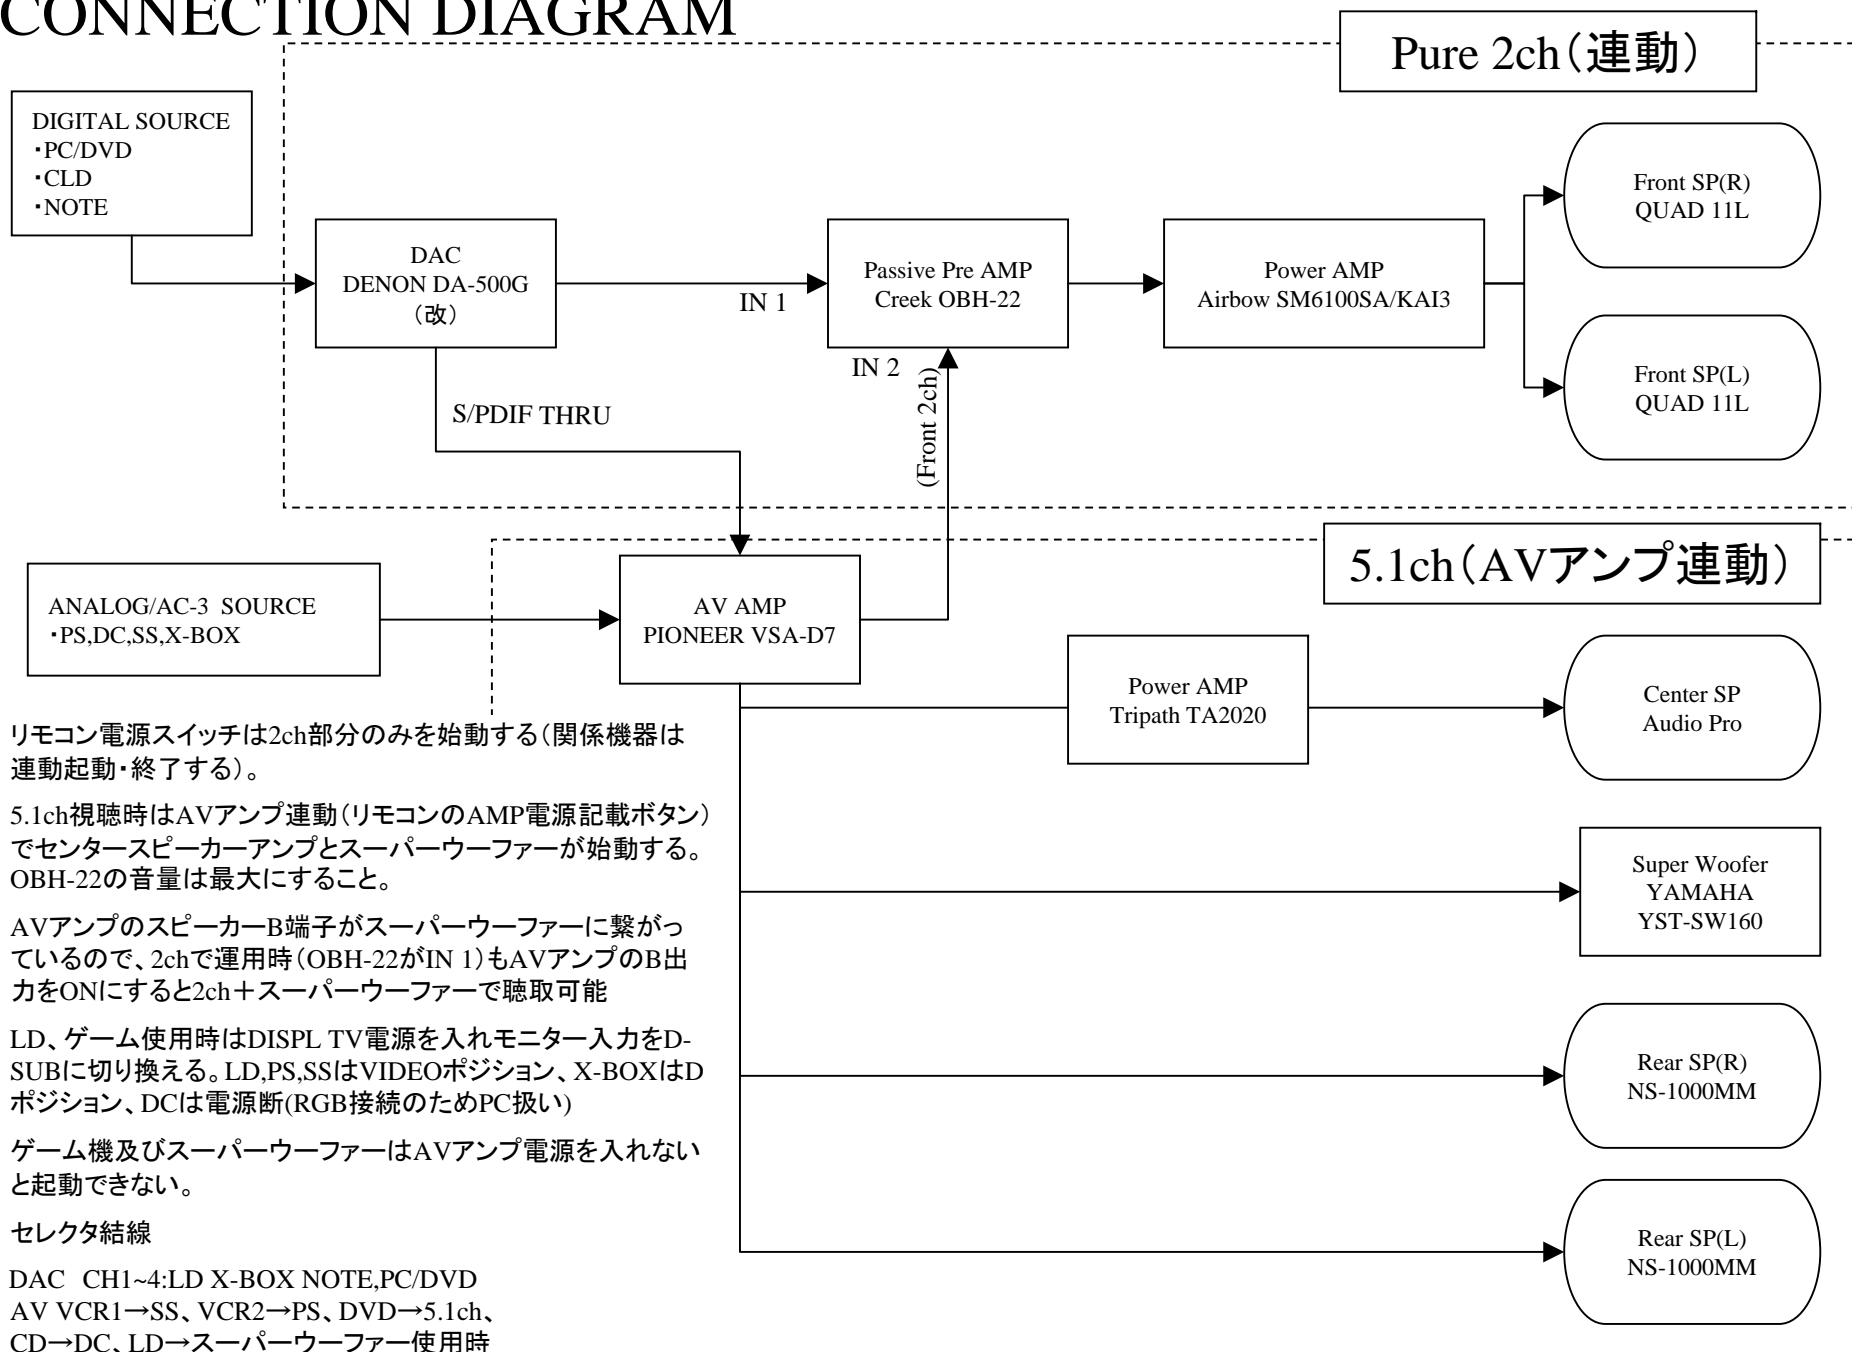 CONNECTION DIAGRAM
Pure 2ch（連動）
DIGITAL SOURCE
・PC/DVD
・CLD
・NOTE
DAC
DENON DA-500G
（改）
IN 1
Passive Pre AMP
Creek OBH-22
IN 2
(Front 2ch)
Power AMP
Airbow SM6100SA/KAI3
Front SP(R)
QUAD 11L
Front SP(L)
QUAD 11L
S/PDIF THRU
5.1ch（AVアンプ連動）
ANALOG/AC-3 SOURCE
・PS,DC,SS,X-BOX
AV AMP
PIONEER VSA-D7
Power AMP
Tripath TA2020
Center SP
Audio Pro
Super Woofer
YAMAHA
YST-SW160
Rear SP(R)
NS-1000MM
Rear SP(L)
NS-1000MM
リモコン電源スイッチは2ch部分のみを始動する（関係機器は
連動起動・終了する）。
5.1ch視聴時はAVアンプ連動（リモコンのAMP電源記載ボタン）
でセンタースピーカーアンプとスーパーウーファーが始動する。
OBH-22の音量は最大にすること。
AVアンプのスピーカーB端子がスーパーウーファーに繋がっ
ているので、2chで運用時（OBH-22がIN 1）もAVアンプのB出
力をONにすると2ch＋スーパーウーファーで聴取可能
LD、ゲーム使用時はDISPL TV電源を入れモニター入力をD-
SUBに切り換える。LD,PS,SSはVIDEOポジション、X-BOXはD
ポジション、DCは電源断(RGB接続のためPC扱い)
ゲーム機及びスーパーウーファーはAVアンプ電源を入れない
と起動できない。
セレクタ結線
DAC CH1~4:LD X-BOX NOTE,PC/DVD
AV VCR1→SS、VCR2→PS、DVD→5.1ch、
CD→DC、LD→スーパーウーファー使用時